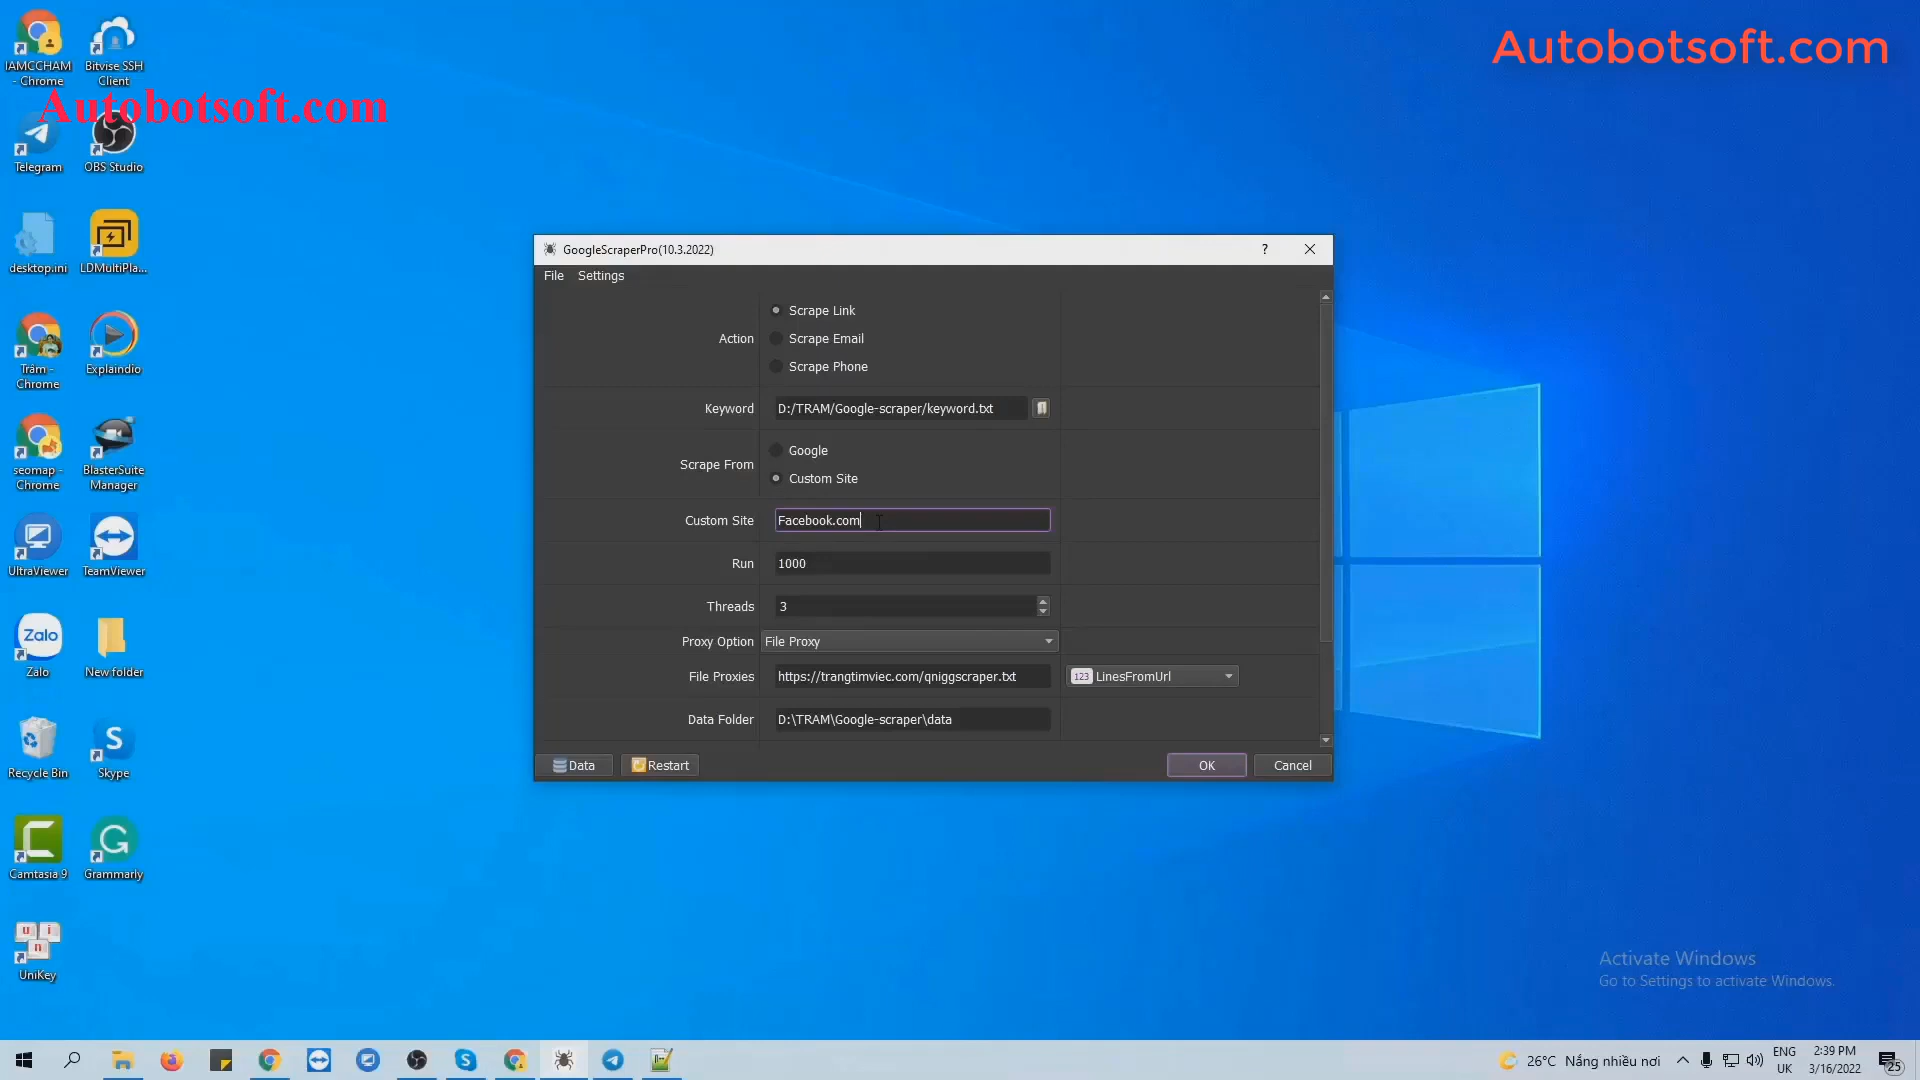 IAMCCHAM
- Chrome
Bitvise SSH
Client
Autobotsoft.com
Autobotsoft.com
Telegram
OBS Studio
desktop.ini
LDMultiPla...
Trâm -
Chrome
Explaindio
seomap -
Chrome
BlasterSuite
Manager
UltraViewer
TeamViewer
Zalo
Zalo
New folder
Recycle Bin
Skype
Camtasia 9
Grammarly
u i
n
UniKey
GoogleScraperPro(10.3.2022)
?
File Settings
Action
Scrape Link
Scrape Email
Scrape Phone
Keyword
D:/TRAM/Google-scraper/keyword.txt
Scrape From
Google
Custom Site
Custom Site
Facebook.com
Run
1000
Threads
3
Proxy Option
File Proxy
File Proxies
https://trangtimviec.com/qniggscraper.txt
123 LinesFromUrl
Data Folder
D:\TRAM\Google-scraper\data
Data
Restart
OK
Cancel
Activate Windows
Go to Settings to activate Windows.
26°C Nắng nhiều nơi
ENG
UK
2:39 PM
3/16/2022
25